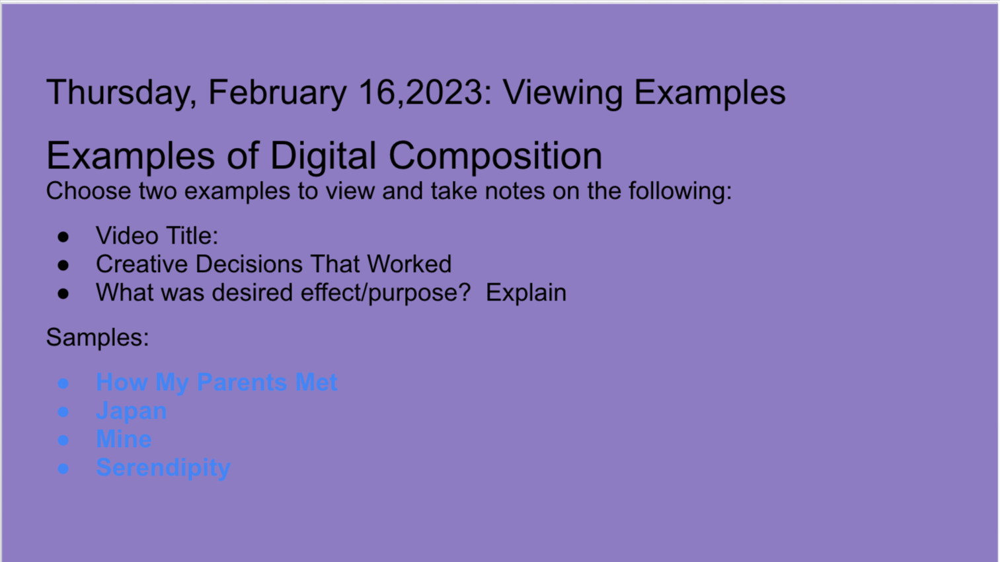 Thursday, February 16,2023: Viewing Examples
Examples of Digital Composition
Choose two examples to view and take notes on the following:
● Video Title:
● Creative Decisions That Worked
● What was desired effect/purpose?  Explain
Samples:
● How My Parents Met
● Japan
● Mine
● Serendipity